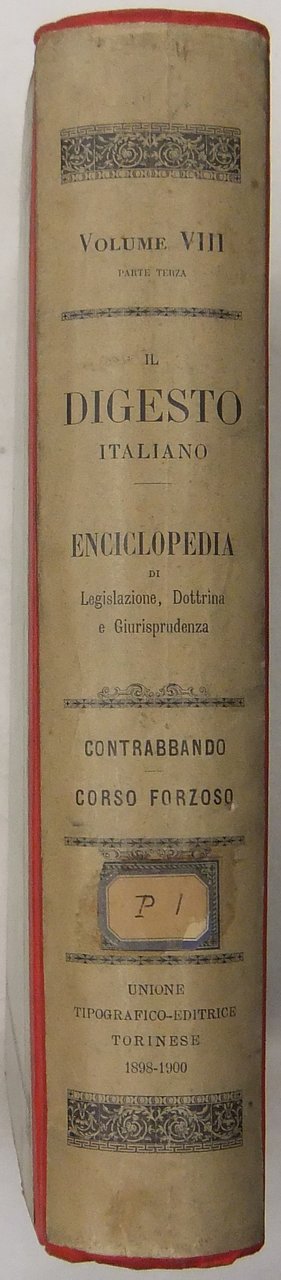 VOLUME VIII
PARTE TERZA
IL
DIGESTO
ITALIANO
ENCICLOPEDIA
DI
Legislazione, Dottrina
e Giurisprudenza
CONTRABBANDO
CORSO FORZOSO
P 1
UNIONE
TIPOGRAFICO-EDITRICE
TORINESE
1898-1900